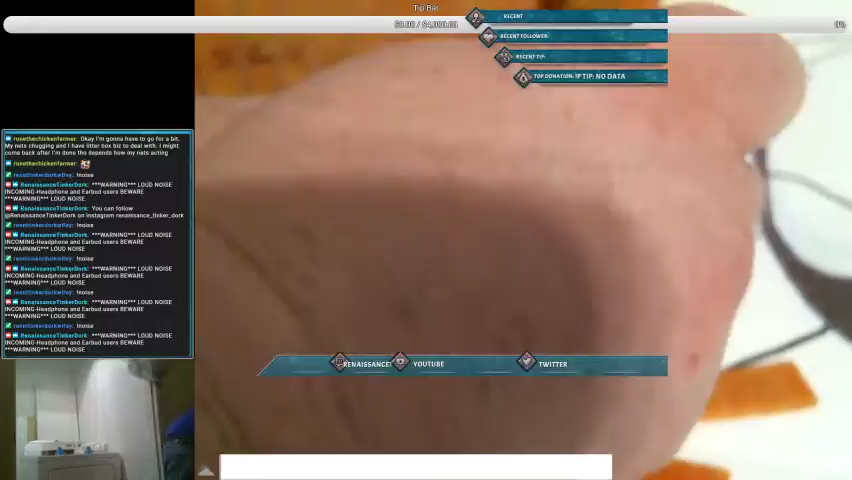 Tip Bar
$0.00 / $4,000.00
0%
RECENT
RECENT FOLLOWER:
RECENT TIP:
TOP DONATION:
TIP: NO DATA
runethechickenfarmer: Okay I'm gonna have to go for a bit.
My nets chugging and I have litter box biz to deal with. I might
come back after I'm done tho depends how my nets acting
runethechickenfarmer:
!noise
RenaissanceTinkerDork: ***WARNING*** LOUD NOISE
INCOMING-Headphone and Earbud users BEWARE
***WARNING*** LOUD NOISE
RenaissanceTinkerDork: You can follow
@RenaissanceTinkerDork on Instagram renaissance_tinker_dork
!noise
RenaissanceTinkerDork: ***WARNING*** LOUD NOISE
INCOMING-Headphone and Earbud users BEWARE
***WARNING*** LOUD NOISE
!noise
RenaissanceTinkerDork: ***WARNING*** LOUD NOISE
INCOMING-Headphone and Earbud users BEWARE
***WARNING*** LOUD NOISE
RenaissanceTinkerDork: ***WARNING*** LOUD NOISE
INCOMING-Headphone and Earbud users BEWARE
***WARNING*** LOUD NOISE
!noise
RenaissanceTinkerDork: ***WARNING*** LOUD NOISE
INCOMING-Headphone and Earbud users BEWARE
***WARNING*** LOUD NOISE
RENAISSANCET
YOUTUBE
TWITTER